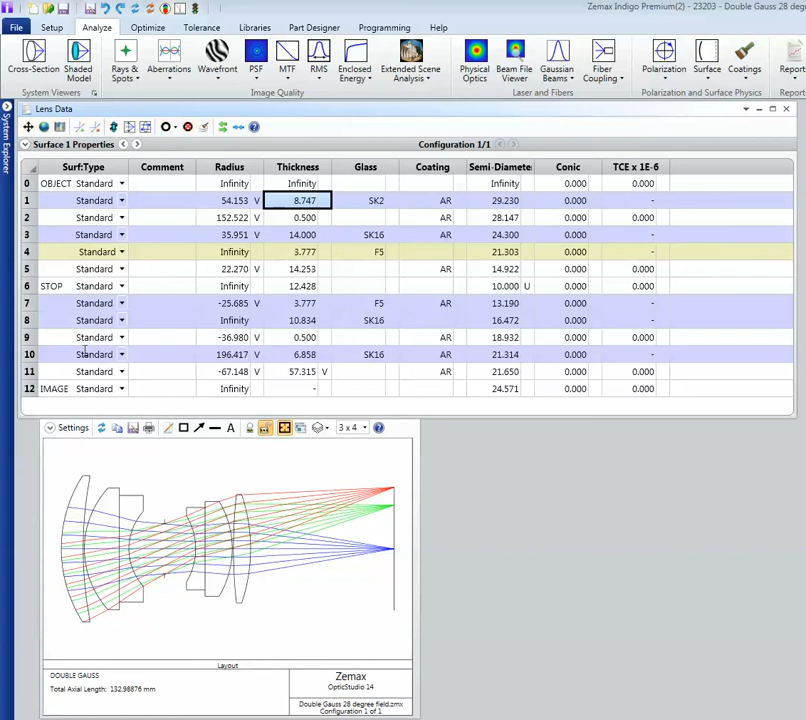 Zemax Indigo Premium(2) - 23203 - Double Gauss 28 degree
File Setup Analyze Optimize Tolerance Libraries Part Designer Programming Help
Cross-Section Shaded Model Rays & Spots Aberrations Wavefront PSF MTF RMS Enclosed Energy Extended Scene Analysis Physical Optics Beam File Viewer Gaussian Beams Fiber Coupling Polarization Surface Coatings Report
System Viewers Image Quality Laser and Fibers Polarization and Surface Physics
System Explorer
Lens Data
Surface 1 Properties Configuration 1/1
Surf:Type Comment Radius Thickness Glass Coating Semi-Diamete Conic TCE x 1E-6
0 OBJECT Standard Infinity Infinity Infinity 0.000 0.000
1 Standard 54.153 V 8.747 SK2 AR 29.230 0.000 -
2 Standard 152.522 V 0.500 AR 28.147 0.000 0.000
3 Standard 35.951 V 14.000 SK16 AR 24.300 0.000 -
4 Standard Infinity 3.777 F5 21.303 0.000 -
5 Standard 22.270 V 14.253 AR 14.922 0.000 0.000
6 STOP Standard Infinity 12.428 10.000 U 0.000 0.000
7 Standard -25.685 V 3.777 F5 AR 13.190 0.000 -
8 Standard Infinity 10.834 SK16 16.472 0.000 -
9 Standard -36.980 V 0.500 AR 18.932 0.000 0.000
10 Standard 196.417 V 6.858 SK16 AR 21.314 0.000 -
11 Standard -67.148 V 57.315 V AR 21.650 0.000 0.000
12 IMAGE Standard Infinity - 24.571 0.000 0.000
Settings A 3 x 4
Layout
DOUBLE GAUSS
Total Axial Length: 132.98876 mm
Zemax
OpticStudio 14
Double Gauss 28 degree field.zmx
Configuration 1 of 1